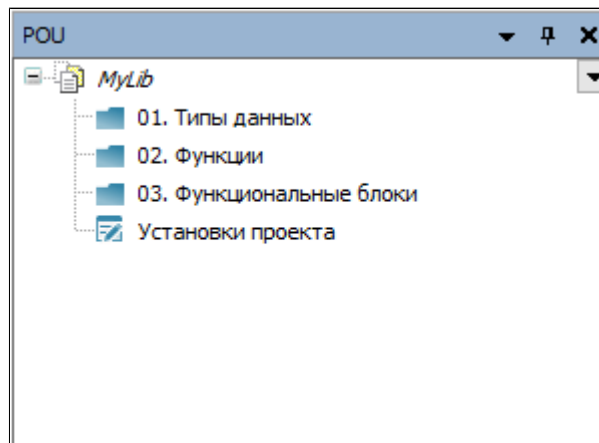 POU
MyLib
01. Типы данных
02. Функции
03. Функциональные блоки
Установки проекта